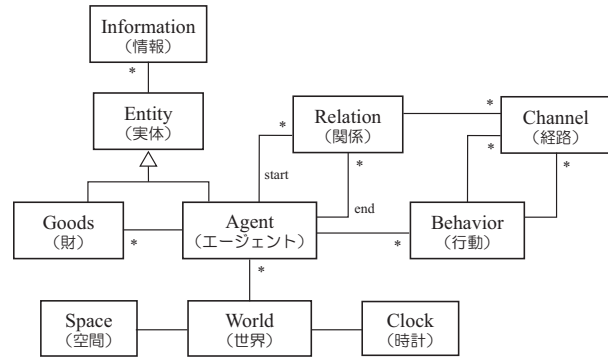 Information
（情報）
*
Entity
（実体）
Relation
（関係）
*
*
start
end
Channel
（経路）
*
*
*
Goods
（財）
*
Agent
（エージェント）
*
Behavior
（行動）
*
Space
（空間）
World
（世界）
Clock
（時計）